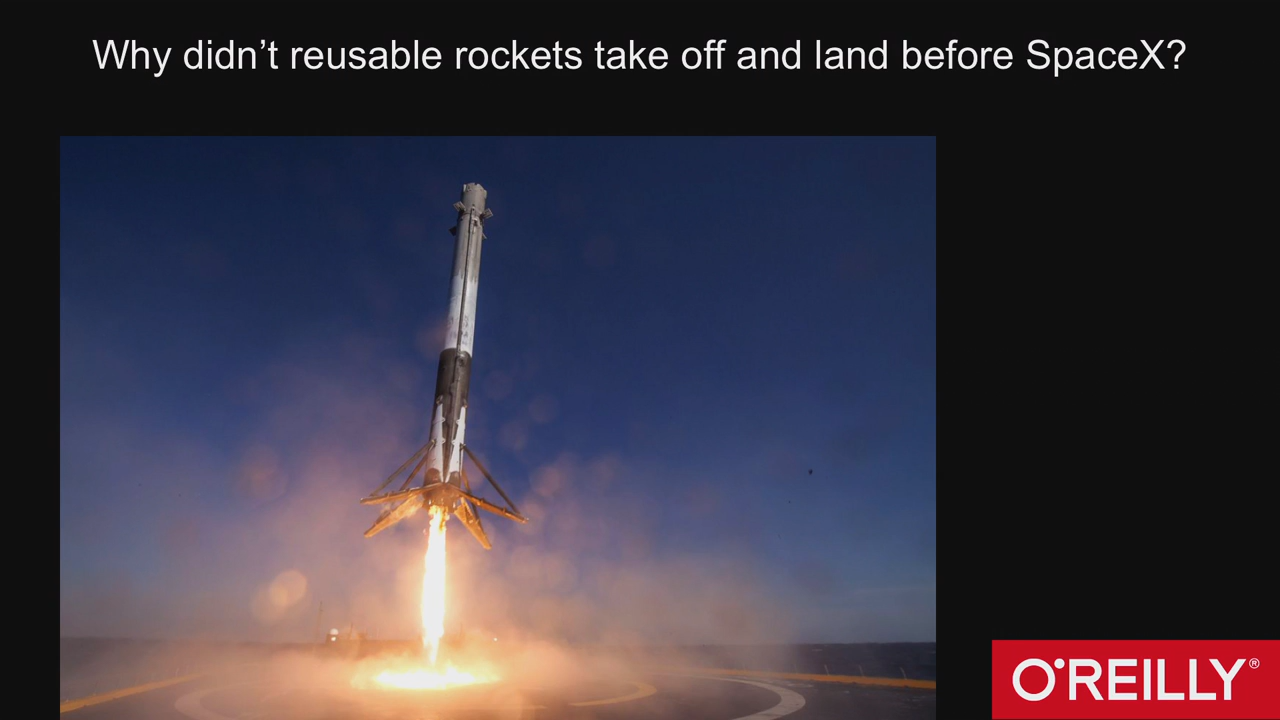 Why didn’t reusable rockets take off and land before SpaceX?
O'REILLY®